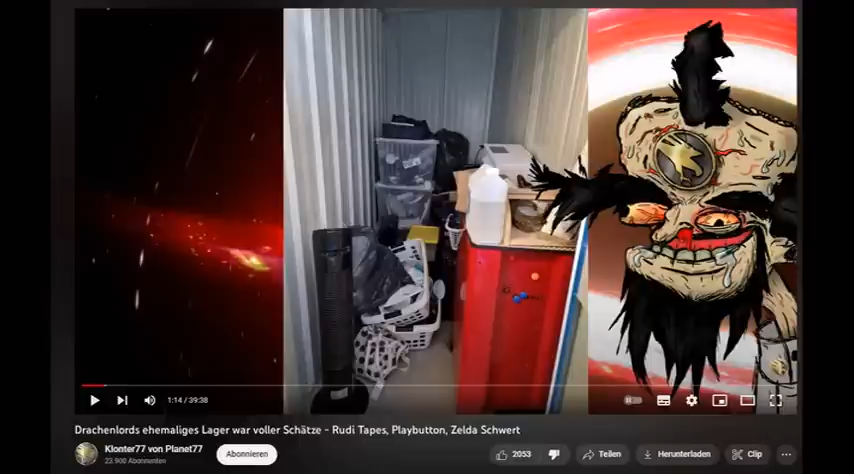 1:14 / 39:38
Drachenlords ehemaliges Lager war voller Schätze - Rudi Tapes, Playbutton, Zelda Schwert
Klonter77 von Planet77
23.900 Abonnenten
Abonnieren
2053
Teilen
Herunterladen
Clip